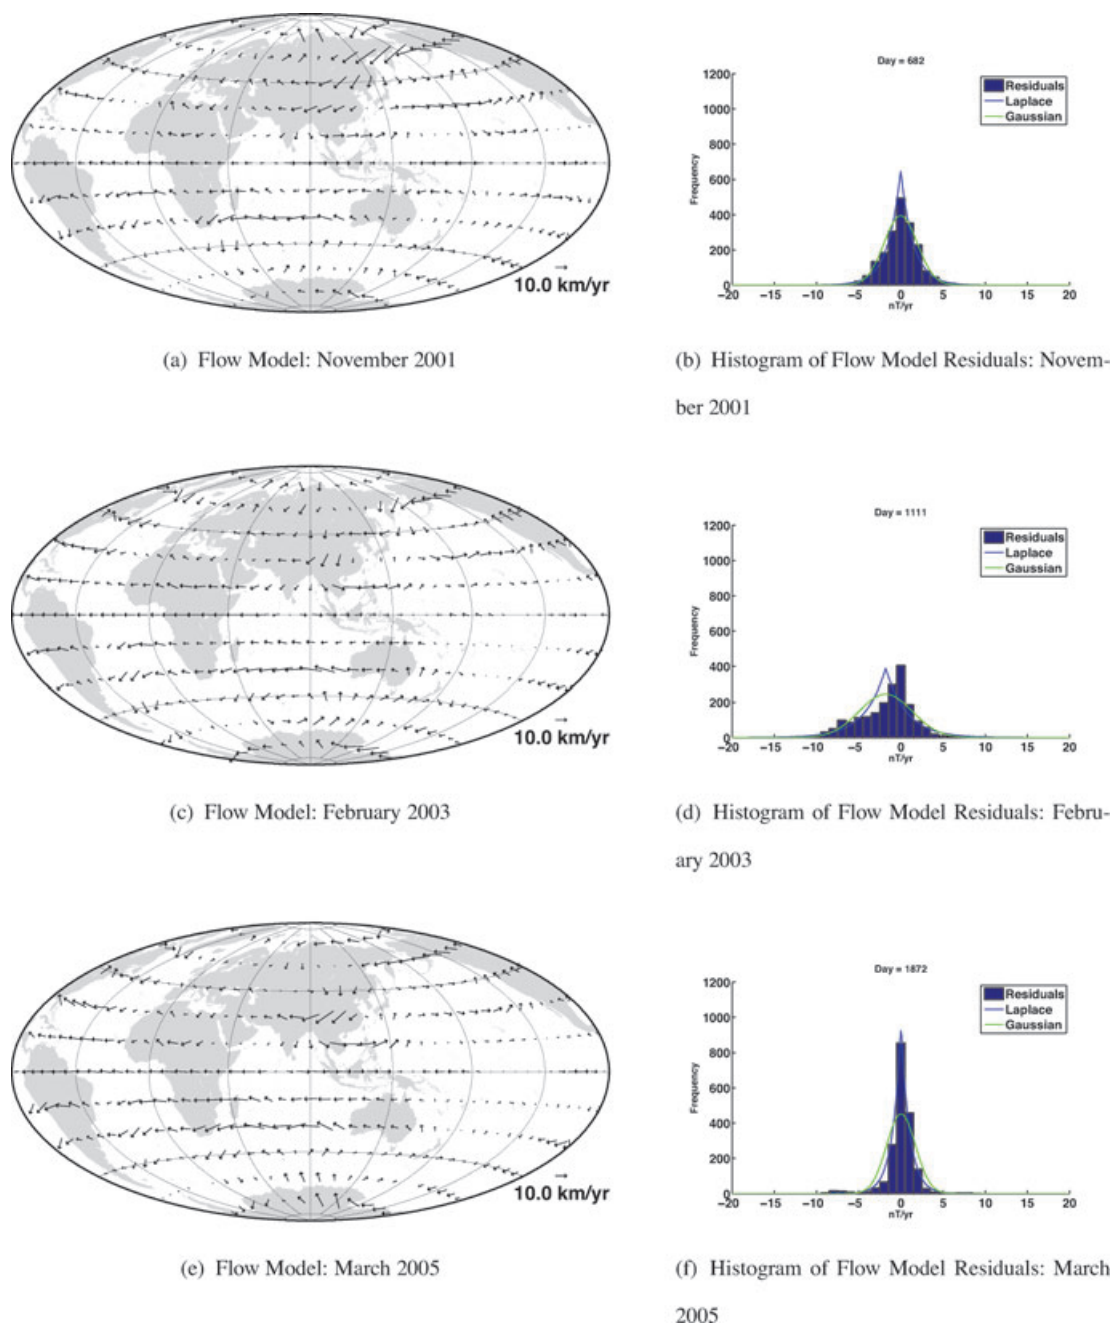 10.0 km/yr
(a) Flow Model: November 2001
Day = 682
1200
1000
800
600
400
200
0
Frequency
Residuals
Laplace
Gaussian
−20 −15 −10 −5 0 5 10 15 20
nT/yr
(b) Histogram of Flow Model Residuals: Novem-
ber 2001
10.0 km/yr
(c) Flow Model: February 2003
Day = 1111
1200
1000
800
600
400
200
0
Frequency
Residuals
Laplace
Gaussian
−20 −15 −10 −5 0 5 10 15 20
nT/yr
(d) Histogram of Flow Model Residuals: Febru-
ary 2003
10.0 km/yr
(e) Flow Model: March 2005
Day = 1872
1200
1000
800
600
400
200
0
Frequency
Residuals
Laplace
Gaussian
−20 −15 −10 −5 0 5 10 15 20
nT/yr
(f) Histogram of Flow Model Residuals: March
2005